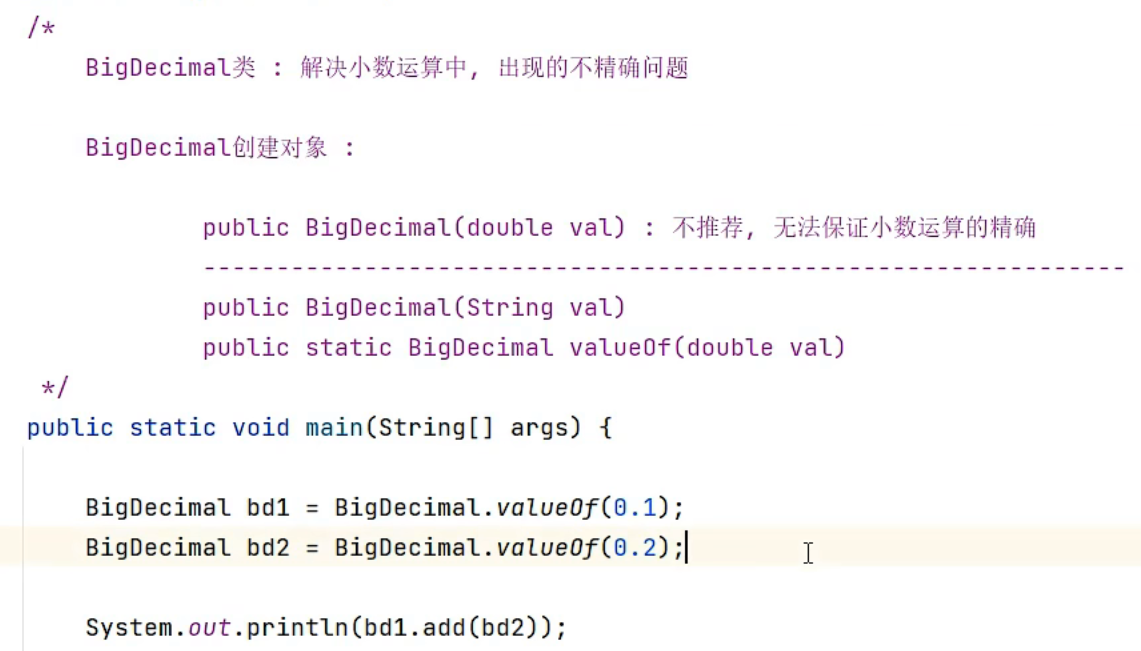 /*
BigDecimal类 : 解决小数运算中, 出现的不精确问题
BigDecimal创建对象 :
public BigDecimal(double val) : 不推荐, 无法保证小数运算的精确
---------------------------------------------------------------
public BigDecimal(String val)
public static BigDecimal valueOf(double val)
*/
public static void main(String[] args) {
BigDecimal bd1 = BigDecimal.valueOf(0.1);
BigDecimal bd2 = BigDecimal.valueOf(0.2);
System.out.println(bd1.add(bd2));